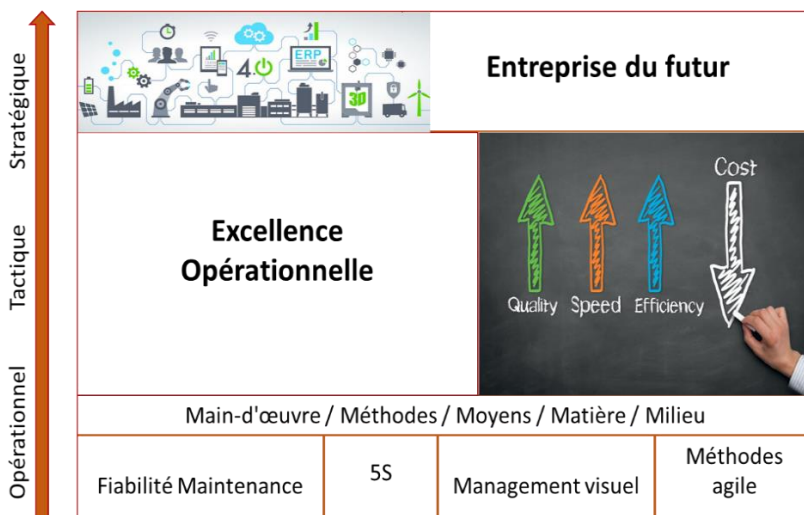 Stratégique
Tactique
Opérationnel
ERP
4.0
3D
Entreprise du futur
Excellence
Opérationnelle
Cost
Quality Speed Efficiency
Main-d'œuvre / Méthodes / Moyens / Matière / Milieu
Fiabilité Maintenance
5S
Management visuel
Méthodes
agile